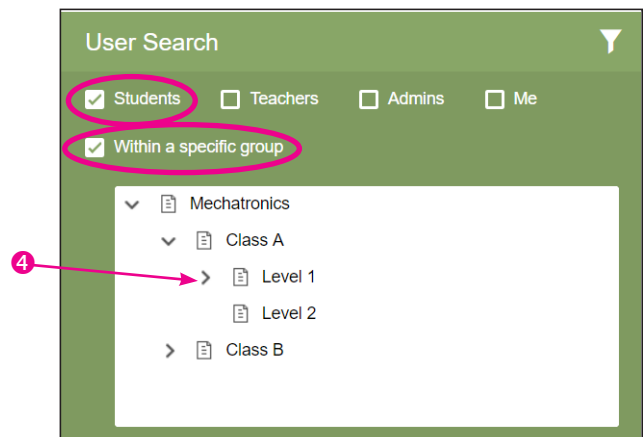 User Search
Students Teachers Admins Me
Within a specific group
Mechatronics
Class A
4
Level 1
Level 2
Class B